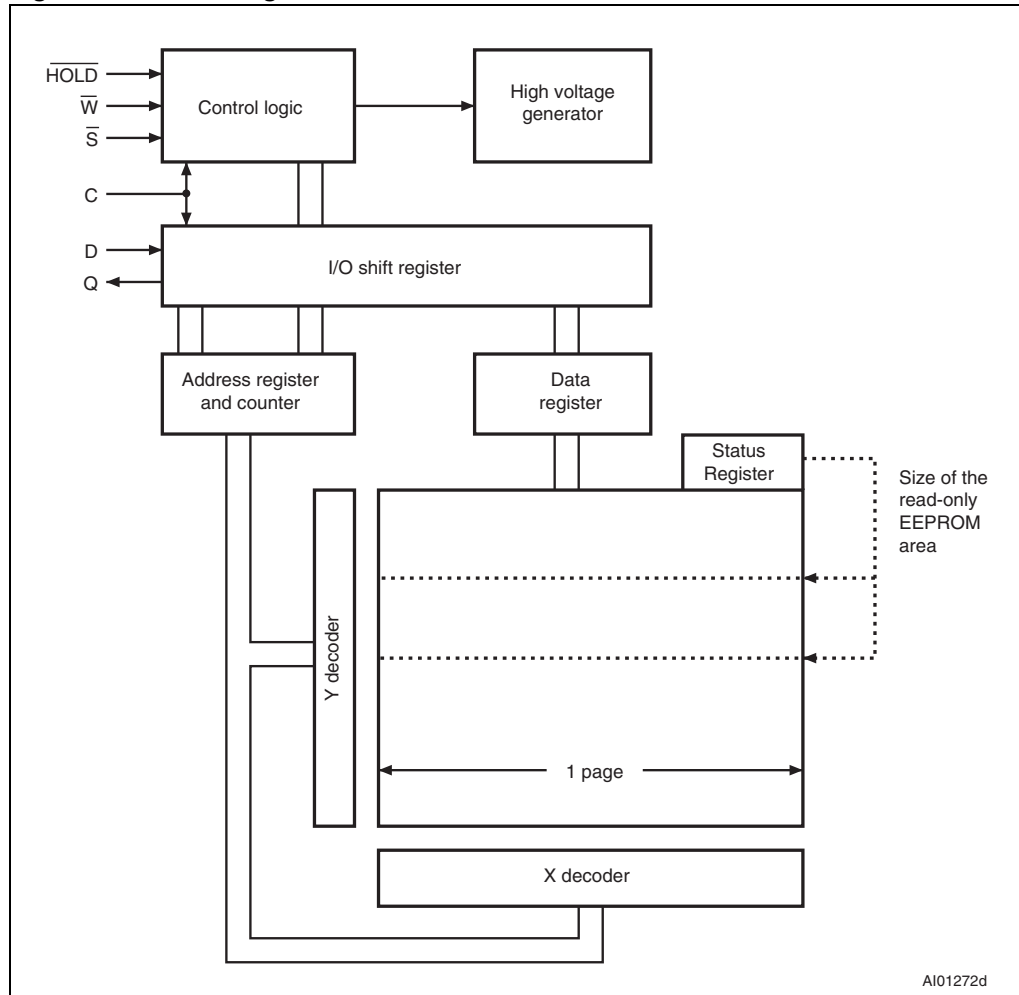 HOLD
W
S
C
D
Q
Control logic
High voltage
generator
I/O shift register
Address register
and counter
Data
register
Status
Register
Size of the
read-only
EEPROM
area
Y decoder
1 page
X decoder
AI01272d